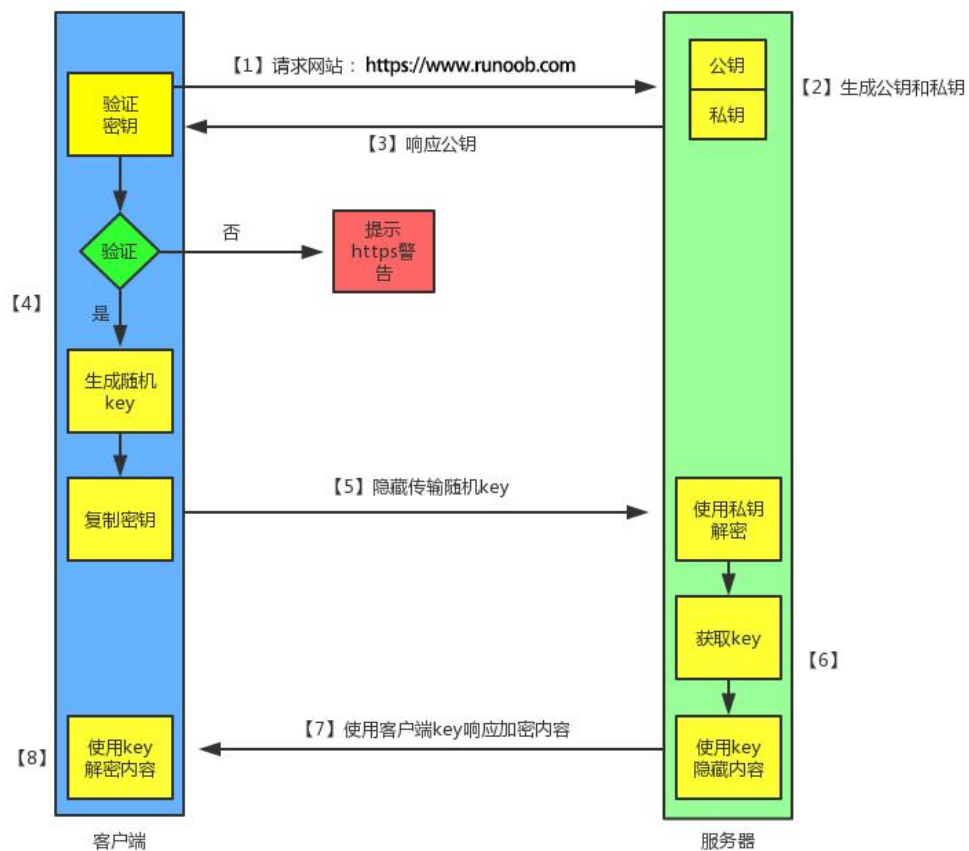 【1】请求网站： https://www.runoob.com
公钥
【2】生成公钥和私钥
验证
密钥
私钥
【3】响应公钥
验证
否
提示
https警
告
【4】
是
生成随机
key
【5】隐藏传输随机key
复制密钥
使用私钥
解密
获取key
【6】
【7】使用客户端key响应加密内容
【8】
使用key
解密内容
使用key
隐藏内容
客户端
服务器